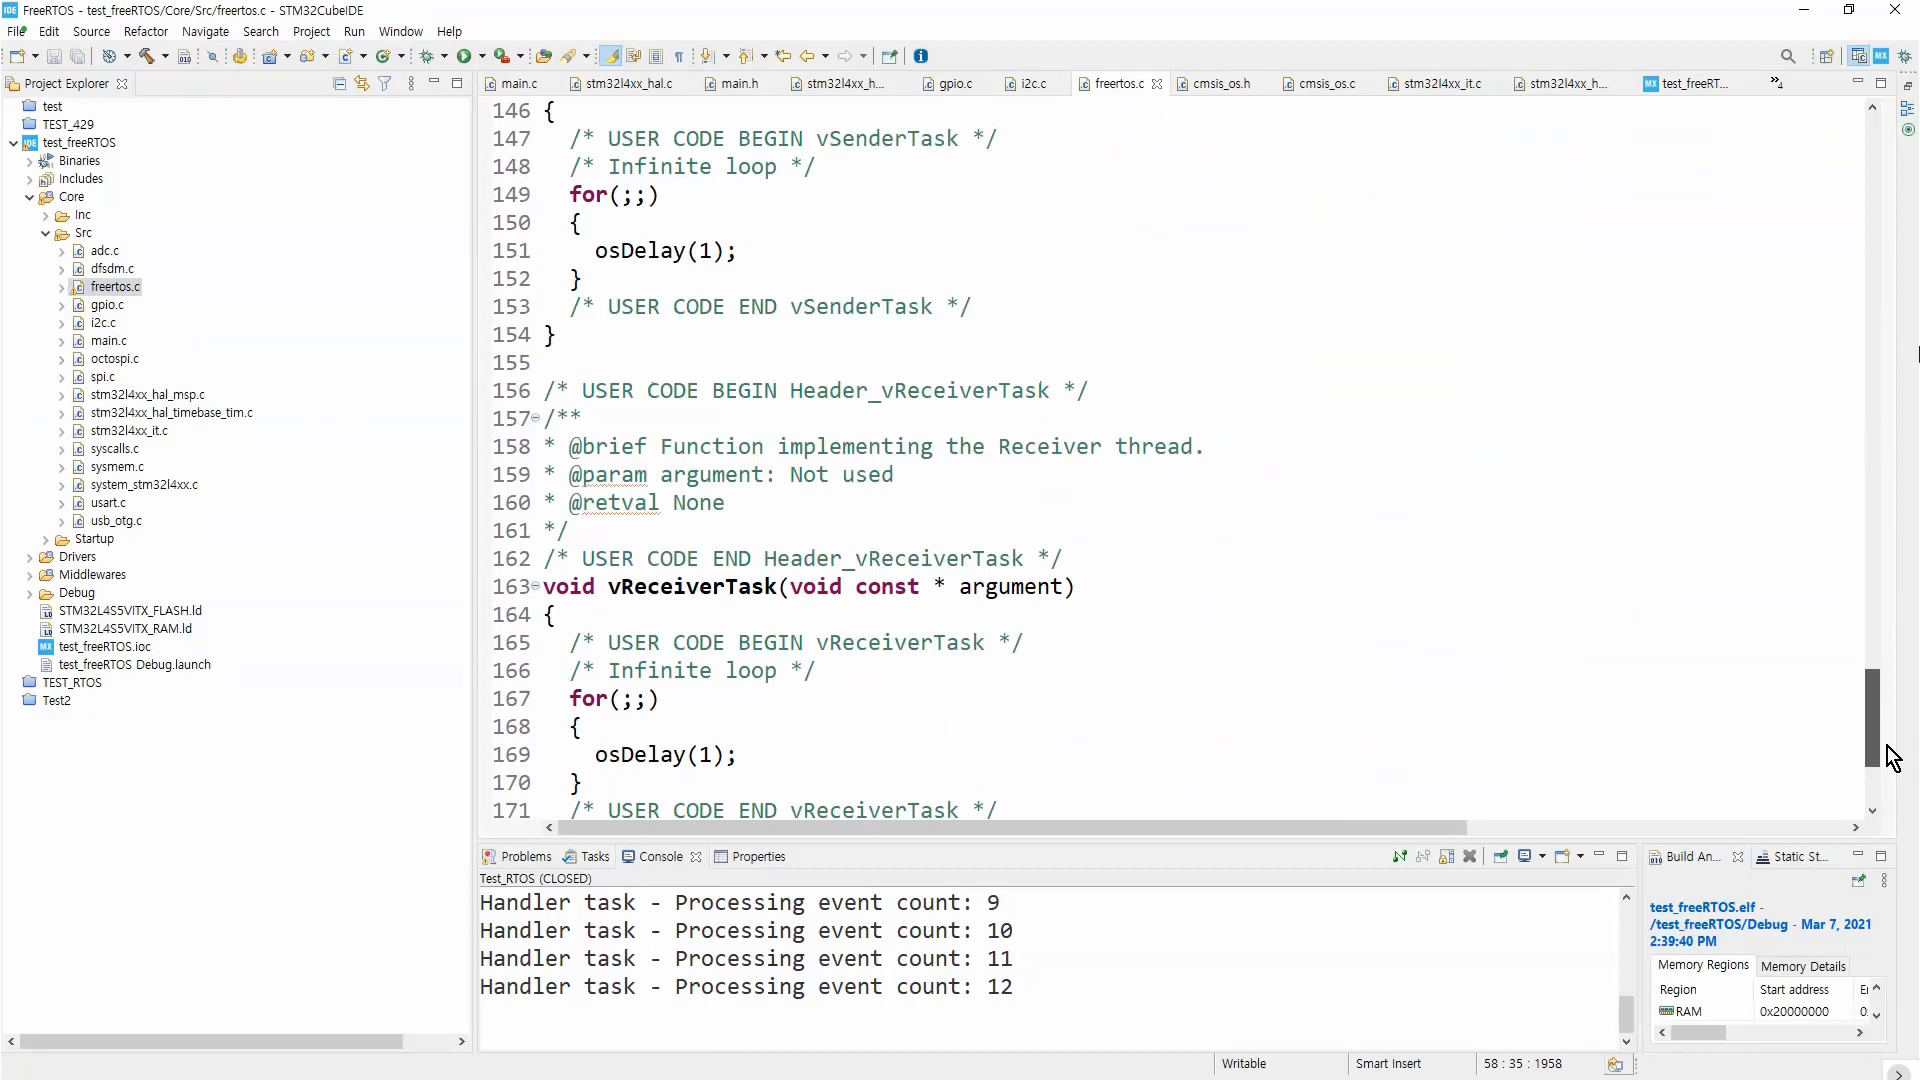 FreeRTOS - test_freeRTOS/Core/Src/freertos.c - STM32CubeIDE
File Edit Source Refactor Navigate Search Project Run Window Help
Project Explorer
main.c stm32l4xx_hal.c main.h stm32l4xx_h... gpio.c i2c.c freertos.c cmsis_os.h cmsis_os.c stm32l4xx_it.c stm32l4xx_h... test_freeRT... »4
test
TEST_429
test_freeRTOS
Binaries
Includes
Core
Inc
Src
adc.c
dfsdm.c
freertos.c
gpio.c
i2c.c
main.c
octospi.c
spi.c
stm32l4xx_hal_msp.c
stm32l4xx_hal_timebase_tim.c
stm32l4xx_it.c
syscalls.c
sysmem.c
system_stm32l4xx.c
usart.c
usb_otg.c
Startup
Drivers
Middlewares
Debug
STM32L4S5VITX_FLASH.ld
STM32L4S5VITX_RAM.ld
test_freeRTOS.ioc
test_freeRTOS Debug.launch
TEST_RTOS
Test2
146 {
147 /* USER CODE BEGIN vSenderTask */
148 /* Infinite loop */
149 for(;;)
150 {
151 osDelay(1);
152 }
153 /* USER CODE END vSenderTask */
154 }
155
156 /* USER CODE BEGIN Header_vReceiverTask */
157 /**
158 * @brief Function implementing the Receiver thread.
159 * @param argument: Not used
160 * @retval None
161 */
162 /* USER CODE END Header_vReceiverTask */
163 void vReceiverTask(void const * argument)
164 {
165 /* USER CODE BEGIN vReceiverTask */
166 /* Infinite loop */
167 for(;;)
168 {
169 osDelay(1);
170 }
171 /* USER CODE END vReceiverTask */
Problems Tasks Console Properties
Test_RTOS (CLOSED)
Handler task - Processing event count: 9
Handler task - Processing event count: 10
Handler task - Processing event count: 11
Handler task - Processing event count: 12
Build An... Static St...
test_freeRTOS.elf -
/test_freeRTOS/Debug - Mar 7, 2021
2:39:40 PM
Memory Regions Memory Details
Region Start address
RAM 0x20000000 0
Writable Smart Insert 58 : 35 : 1958